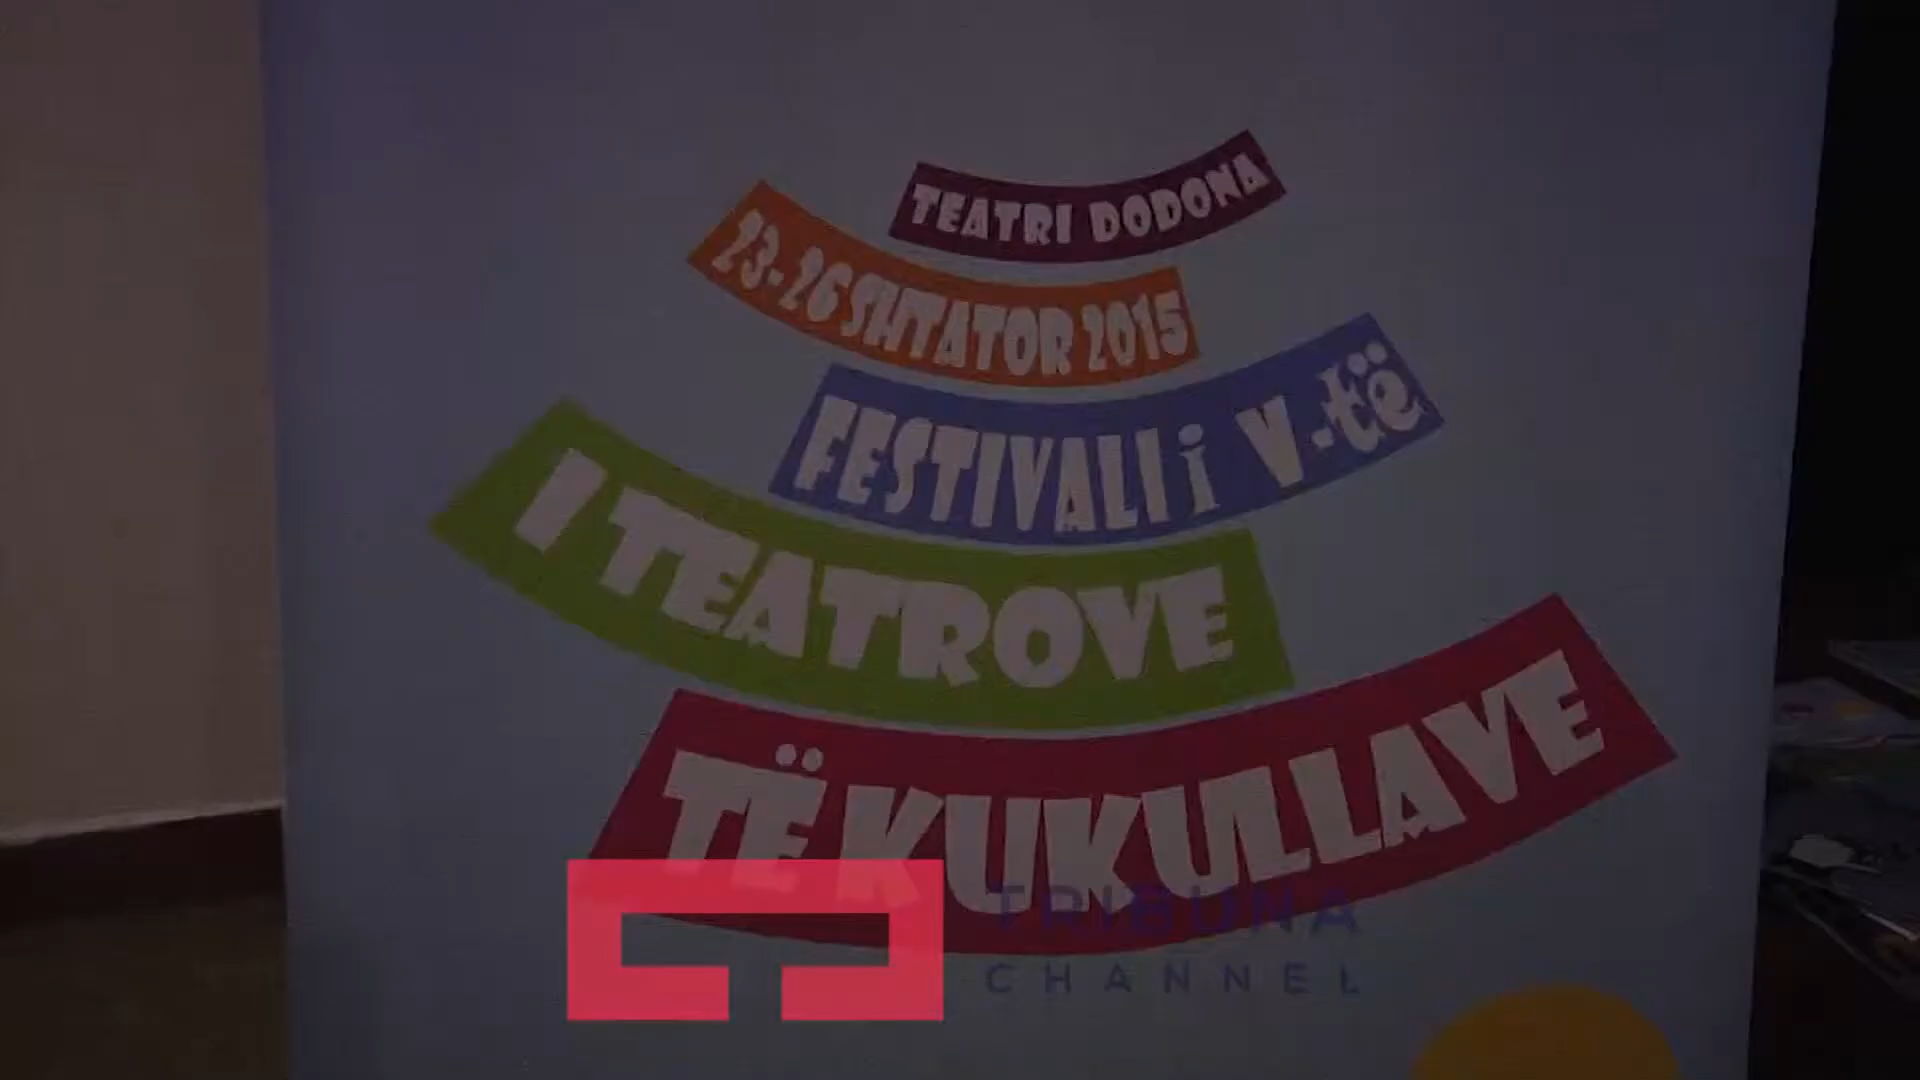 TEATRI DODONA
23-26 SHTATOR 2015
FESTIVALI i V-të
I TEATROVE
TË KUKULLAVE
TRIBUNA
CHANNEL